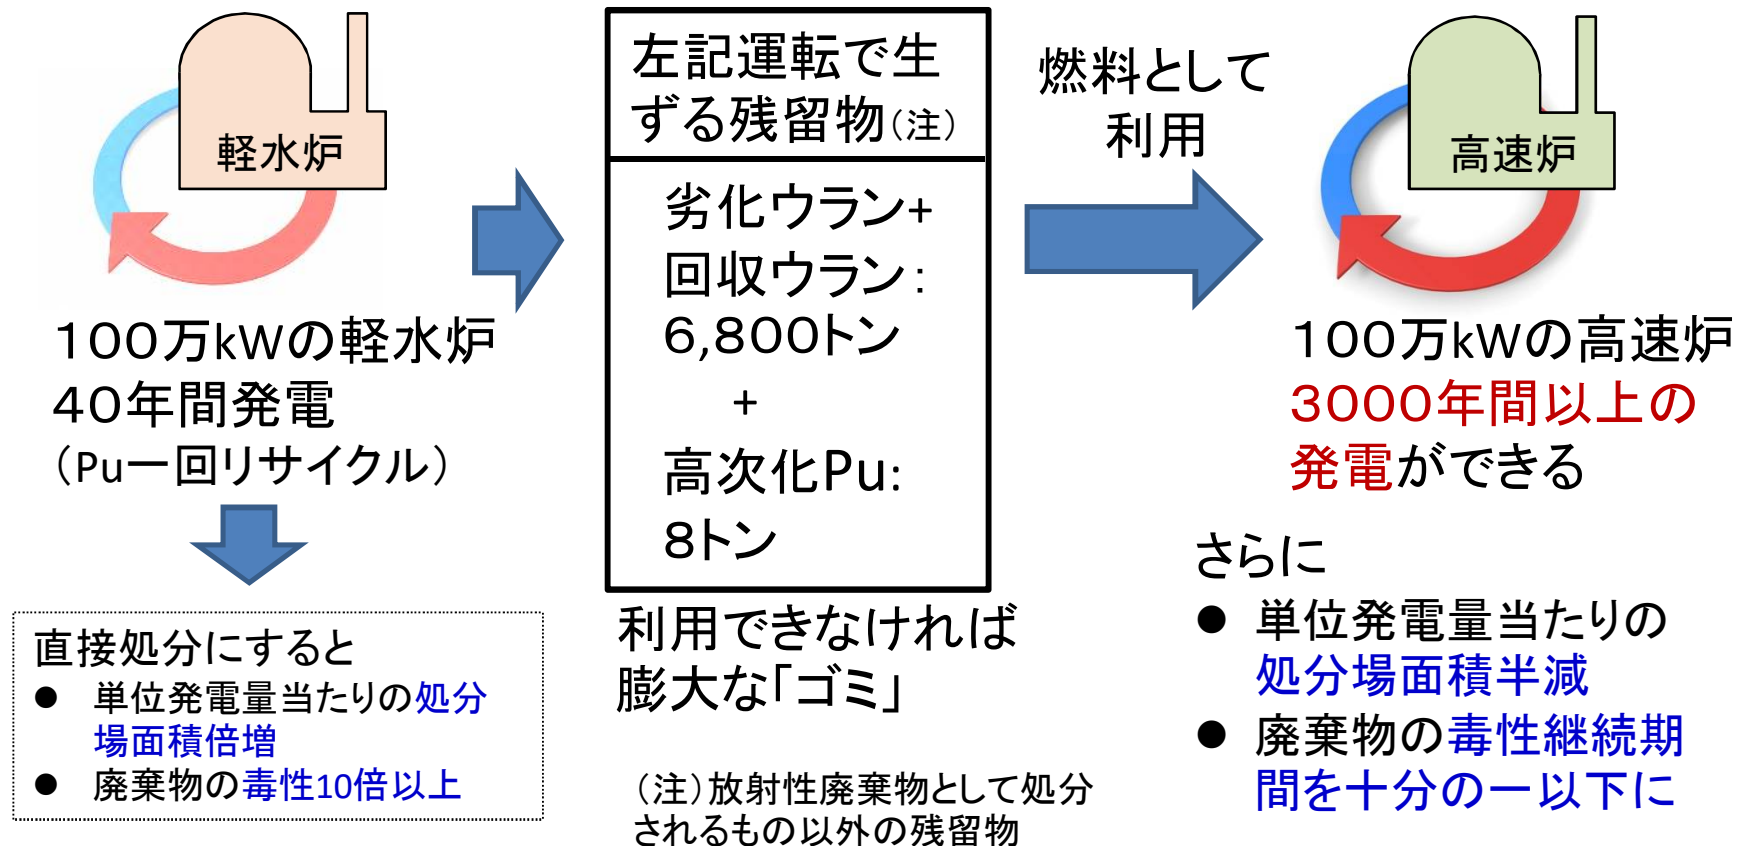 軽水炉
100万kWの軽水炉
40年間発電
（Pu一回リサイクル）
直接処分にすると
● 単位発電量当たりの処分
場面積倍増
● 廃棄物の毒性10倍以上
左記運転で生
ずる残留物（注）
劣化ウラン+
回収ウラン：
6,800トン
+
高次化Pu:
8トン
利用できなければ
膨大な「ゴミ」
（注）放射性廃棄物として処分
されるもの以外の残留物
燃料として
利用
高速炉
100万kWの高速炉
3000年間以上の
発電ができる
さらに
● 単位発電量当たりの
処分場面積半減
● 廃棄物の毒性継続期
間を十分の一以下に